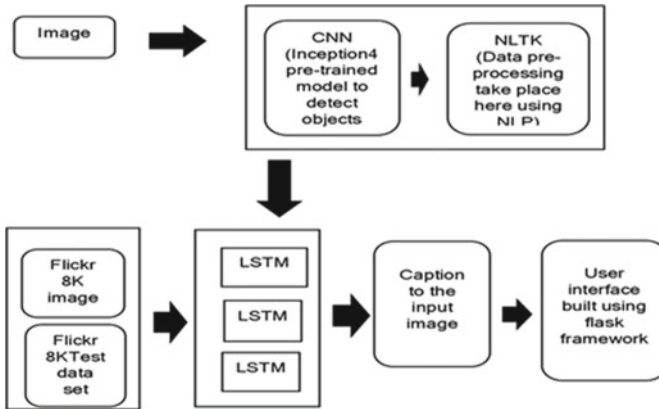 Image
CNN
(Inception4
pre-trained
model to
detect
objects
NLTK
(Data pre-
processing
take place
here using
NLP)
Flickr
8K
image
Flickr
8KTest
data
set
LSTM
LSTM
LSTM
Caption
to the
input
image
User
interface
built using
flask
framework